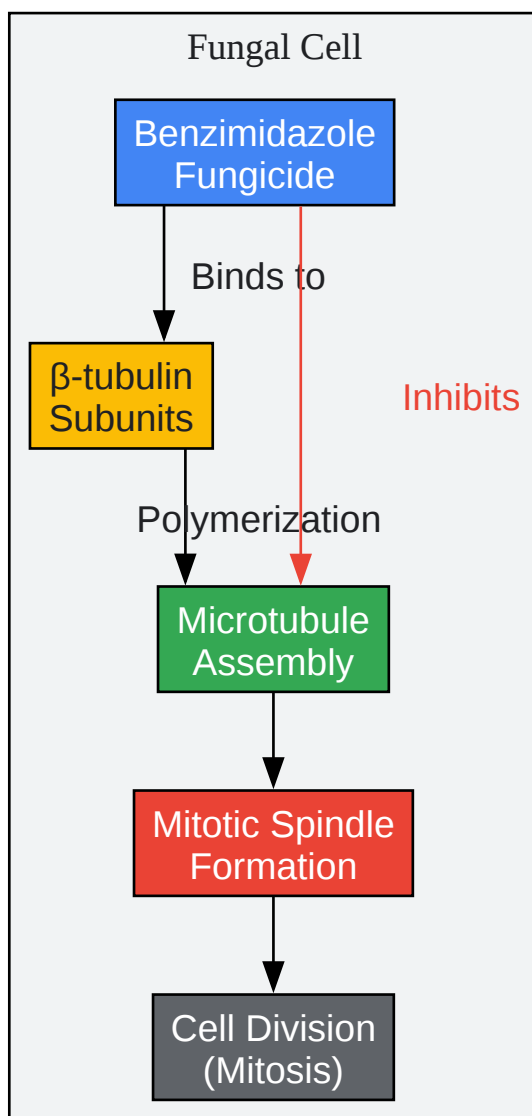 Fungal Cell
Benzimidazole
Fungicide
Binds to
β-tubulin
Subunits
Inhibits
Polymerization
Microtubule
Assembly
Mitotic Spindle
Formation
Cell Division
(Mitosis)